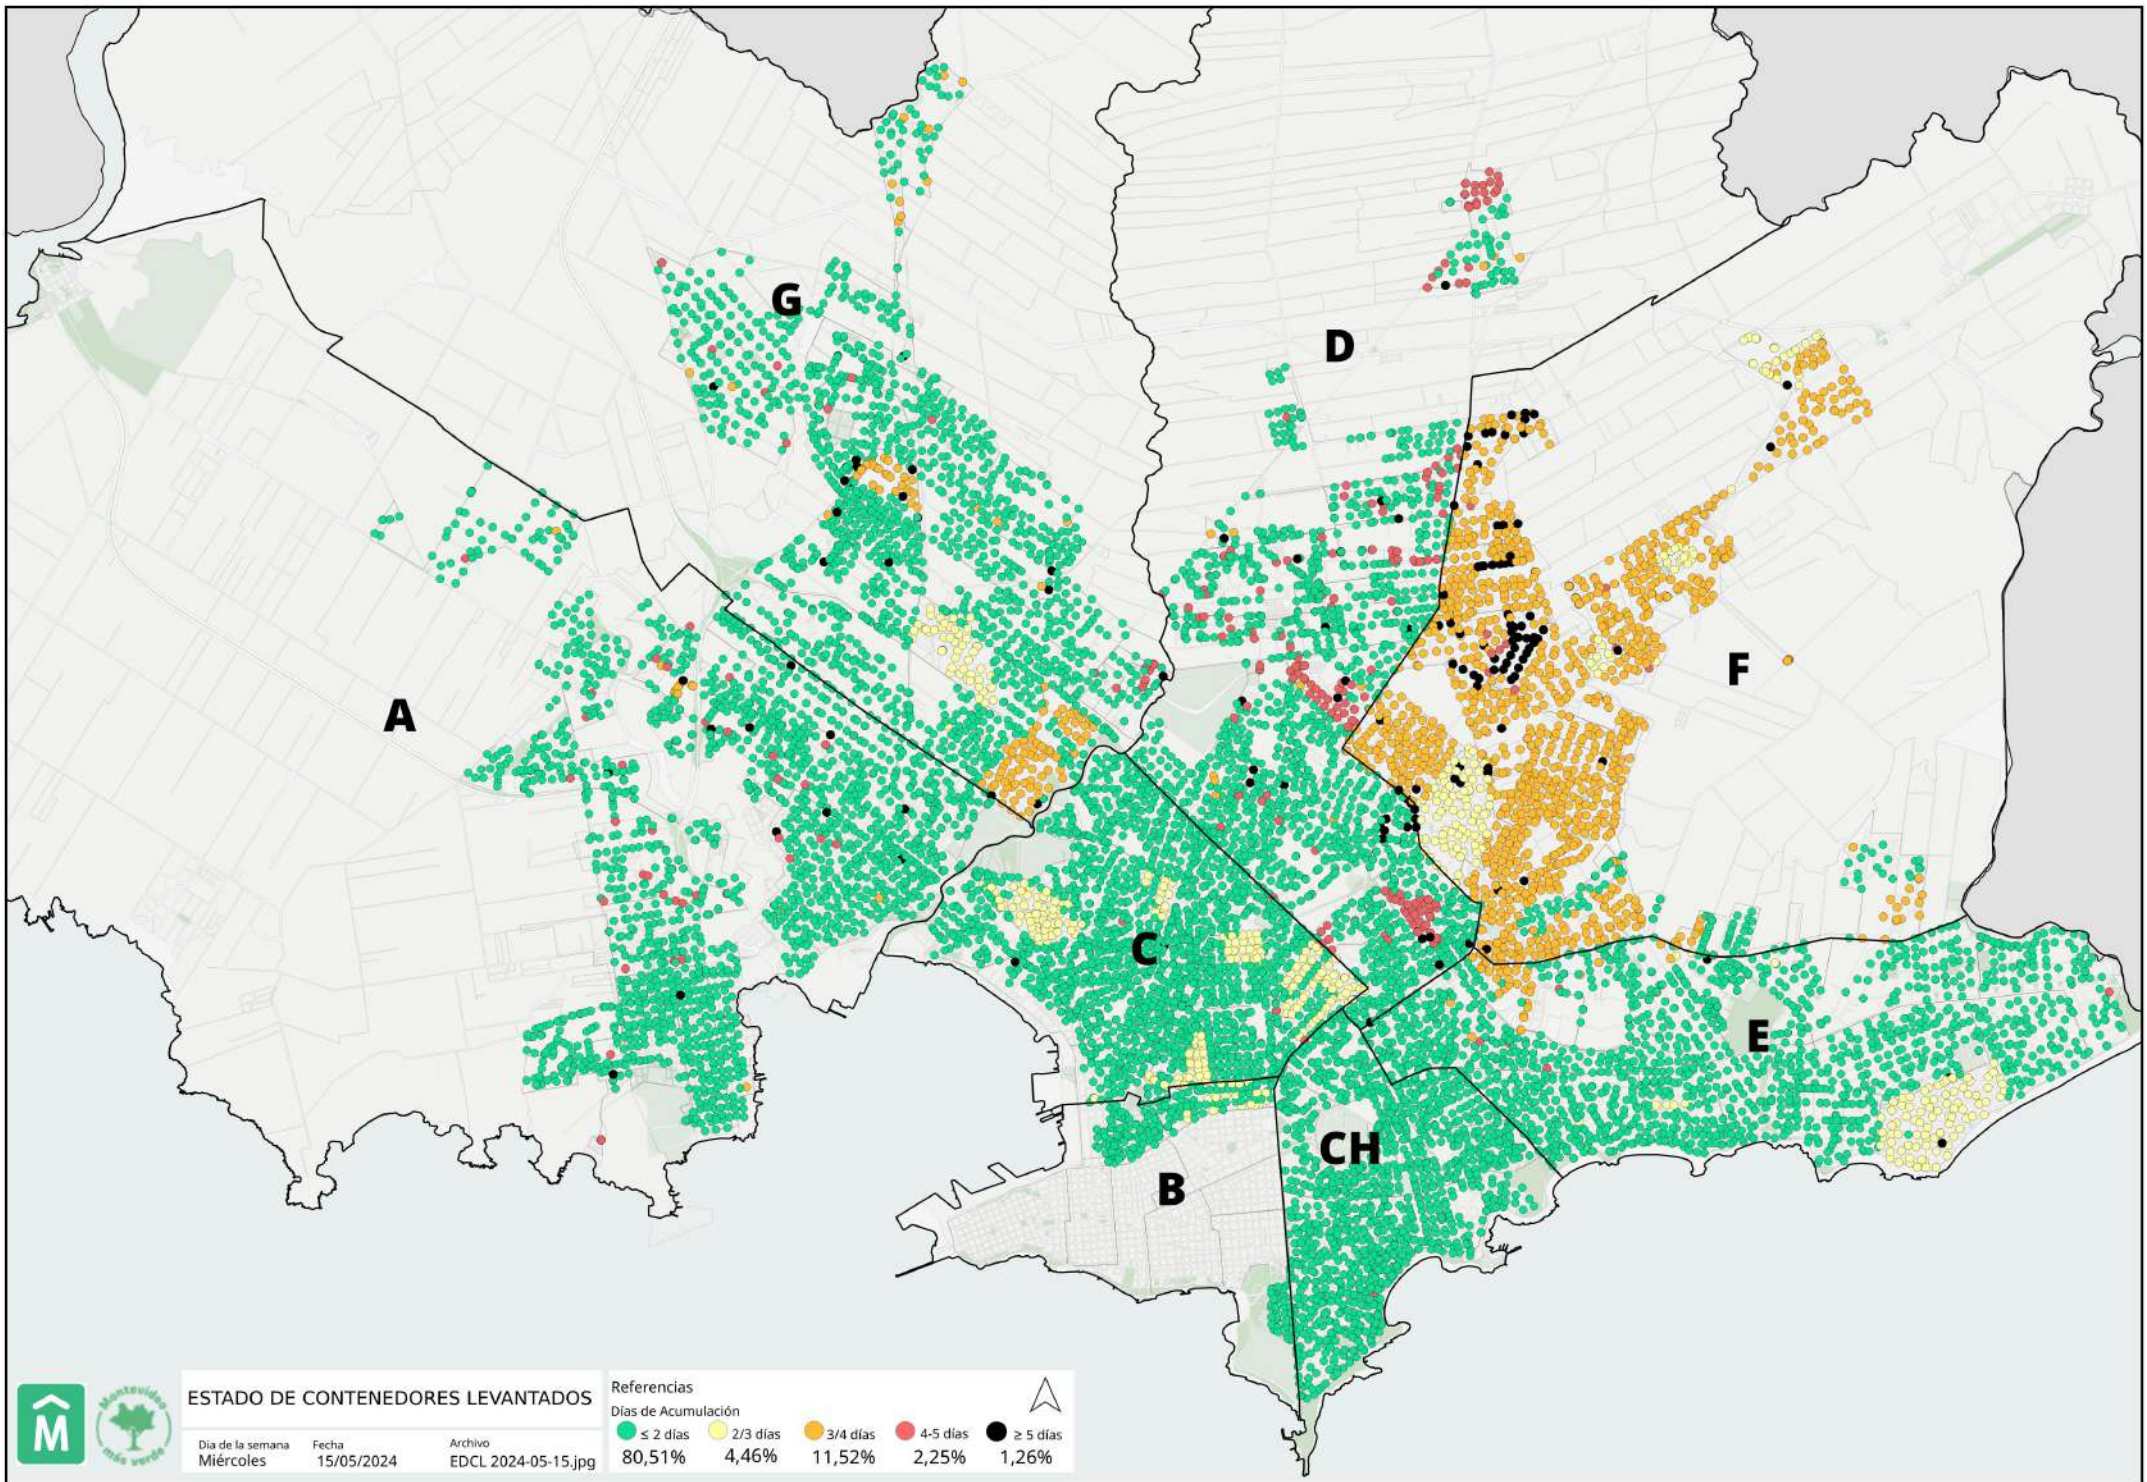 G
D
F
A
C
E
CH
B
M
Montevideo
más verde
ESTADO DE CONTENEDORES LEVANTADOS
Dia de la semana Fecha Archivo
Miércoles 15/05/2024 EDCL 2024-05-15.jpg
Referencias
Días de Acumulación
≤ 2 días 2/3 días 3/4 días 4-5 días ≥ 5 días
80,51% 4,46% 11,52% 2,25% 1,26%